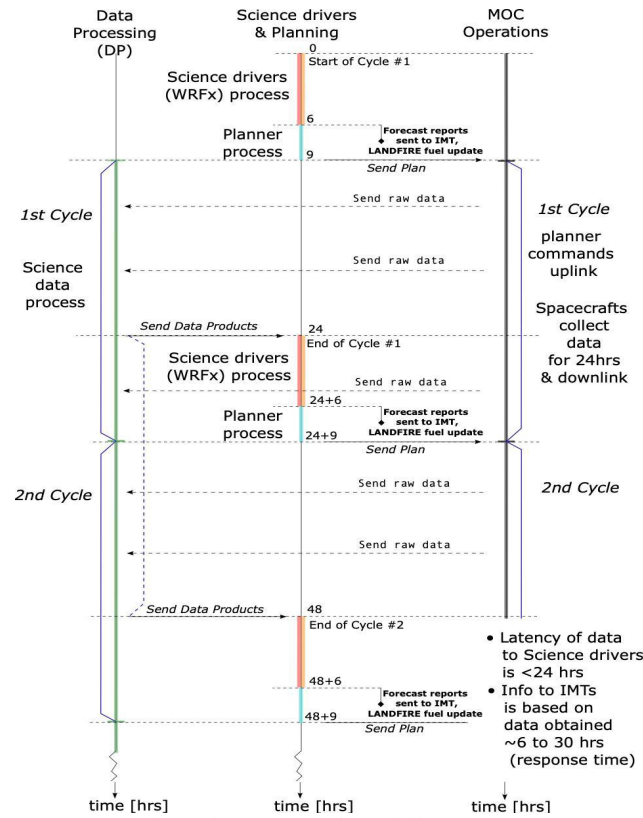 Data
Processing
(DP)
Science drivers
& Planning
MOC
Operations
0
Start of Cycle #1
Science drivers
(WRFx) process
6
Planner
process
Forecast reports
sent to IMT,
LANDFIRE fuel update
9
Send Plan
Send raw data
1st Cycle
1st Cycle
planner
commands
uplink
Science
data
process
Send raw data
Spacecrafts
collect
data
for 24hrs
& downlink
Send Data Products
24
End of Cycle #1
Science drivers
(WRFx) process
Send raw data
24+6
Planner
process
Forecast reports
sent to IMT,
LANDFIRE fuel update
24+9
Send Plan
2nd Cycle
2nd Cycle
Send raw data
Send raw data
Send Data Products
48
End of Cycle #2
48+6
Forecast reports
sent to IMT,
LANDFIRE fuel update
48+9
Send Plan
• Latency of data
to Science drivers
is <24 hrs
• Info to IMTs
is based on
data obtained
~6 to 30 hrs
(response time)
time [hrs]
time [hrs]
time [hrs]